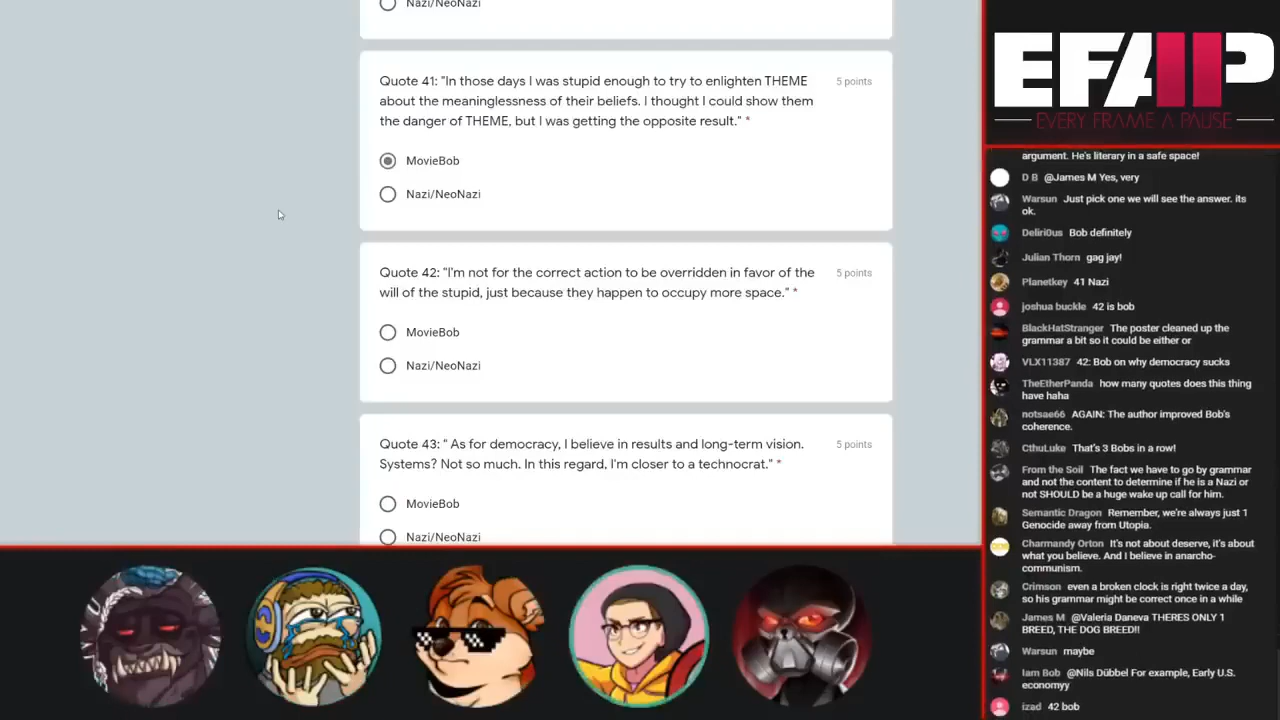 Nazi/NeoNazi
Quote 41: "In those days I was stupid enough to try to enlighten THEME
about the meaninglessness of their beliefs. I thought I could show them
the danger of THEME, but I was getting the opposite result." *
5 points
MovieBob
Nazi/NeoNazi
Quote 42: "I'm not for the correct action to be overridden in favor of the
will of the stupid, just because they happen to occupy more space." *
5 points
MovieBob
Nazi/NeoNazi
Quote 43: " As for democracy, I believe in results and long-term vision.
Systems? Not so much. In this regard, I'm closer to a technocrat." *
5 points
MovieBob
Nazi/NeoNazi
EFAP
EVERY FRAME A PAUSE
argument. He's literary in a safe space!
D B @James M Yes, very
Warsun Just pick one we will see the answer. its
ok.
Deliri0us Bob definitely
Julian Thorn gag jay!
Planetkey 41 Nazi
joshua buckle 42 is bob
BlackHatStranger The poster cleaned up the
grammar a bit so it could be either or
VLX11387 42: Bob on why democracy sucks
TheEtherPanda how many quotes does this thing
have haha
notsae66 AGAIN: The author improved Bob's
coherence.
CthuLuke That's 3 Bobs in a row!
From the Soil The fact we have to go by grammar
and not the content to determine if he is a Nazi or
not SHOULD be a huge wake up call for him.
Semantic Dragon Remember, we're always just 1
Genocide away from Utopia.
Charmandy Orton It's not about deserve, it's about
what you believe. And I believe in anarcho-
communism.
Crimson even a broken clock is right twice a day,
so his grammar might be correct once in a while
James M @Valeria Daneva THERES ONLY 1
BREED, THE DOG BREED!!
Warsun maybe
Iam Bob @Nils Dübbel For example, Early U.S.
economyy
izad 42 bob